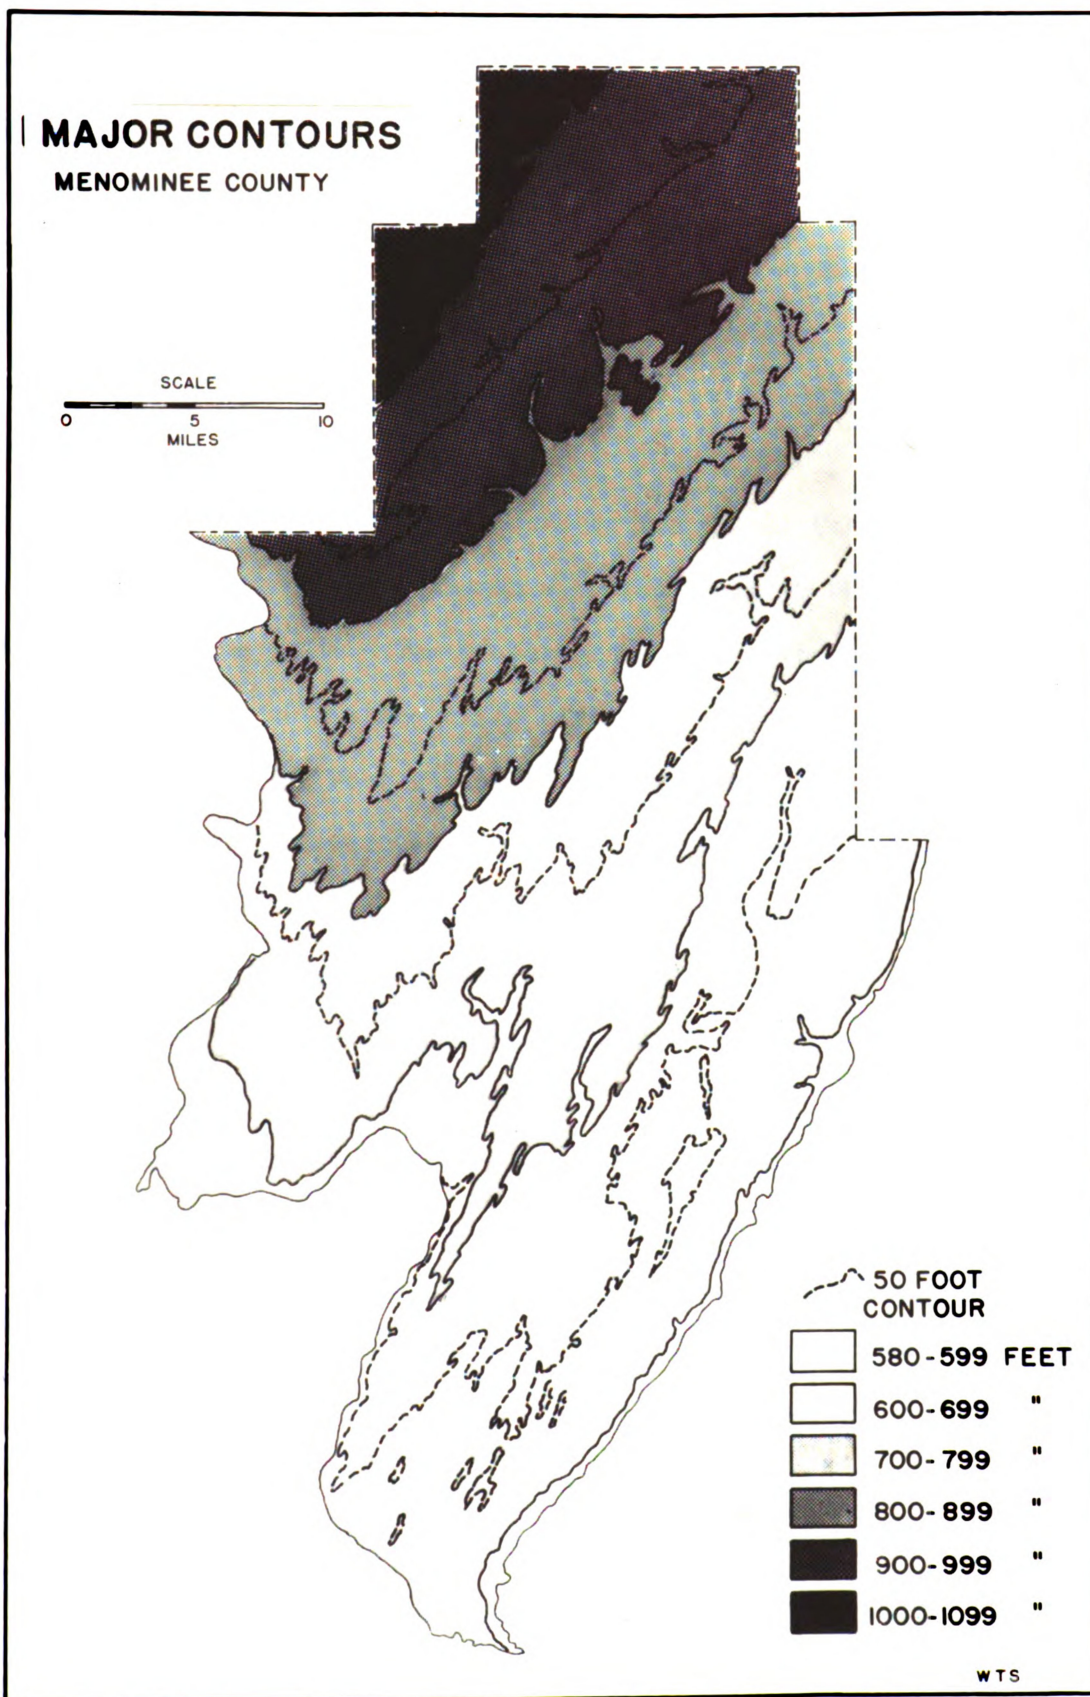 MAJOR CONTOURS
MENOMINEE COUNTY
SCALE
0 5 10
MILES
50 FOOT
CONTOUR
580-599 FEET
600-699 "
700-799 "
800-899 "
900-999 "
1000-1099 "
WTS